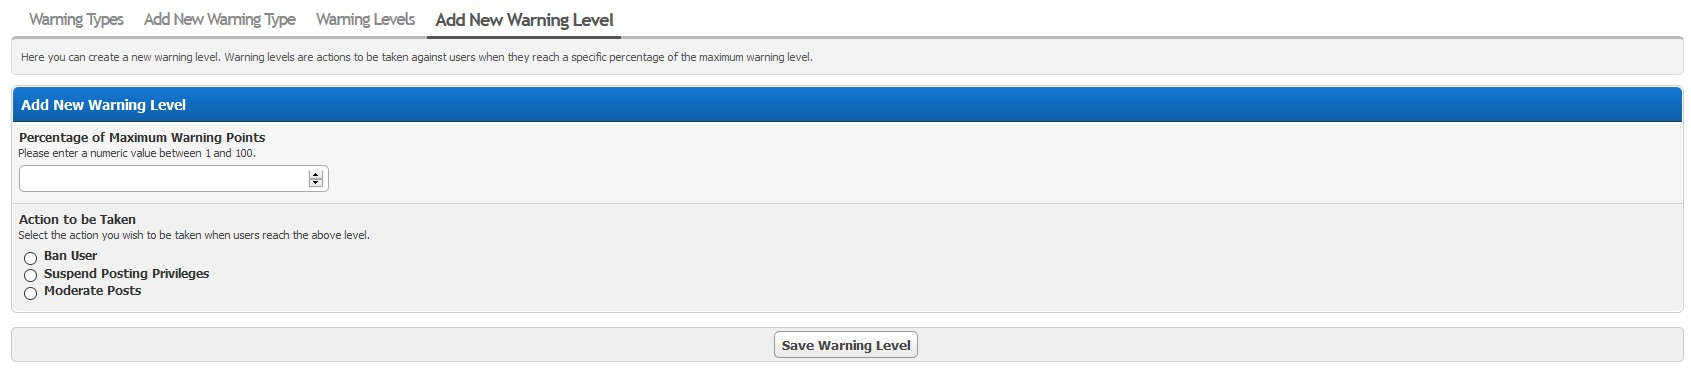 Warning Types Add New Warning Type Warning Levels Add New Warning Level
Here you can create a new warning level. Warning levels are actions to be taken against users when they reach a specific percentage of the maximum warning level.
Add New Warning Level
Percentage of Maximum Warning Points
Please enter a numeric value between 1 and 100.
Action to be Taken
Select the action you wish to be taken when users reach the above level.
Ban User
Suspend Posting Privileges
Moderate Posts
Save Warning Level